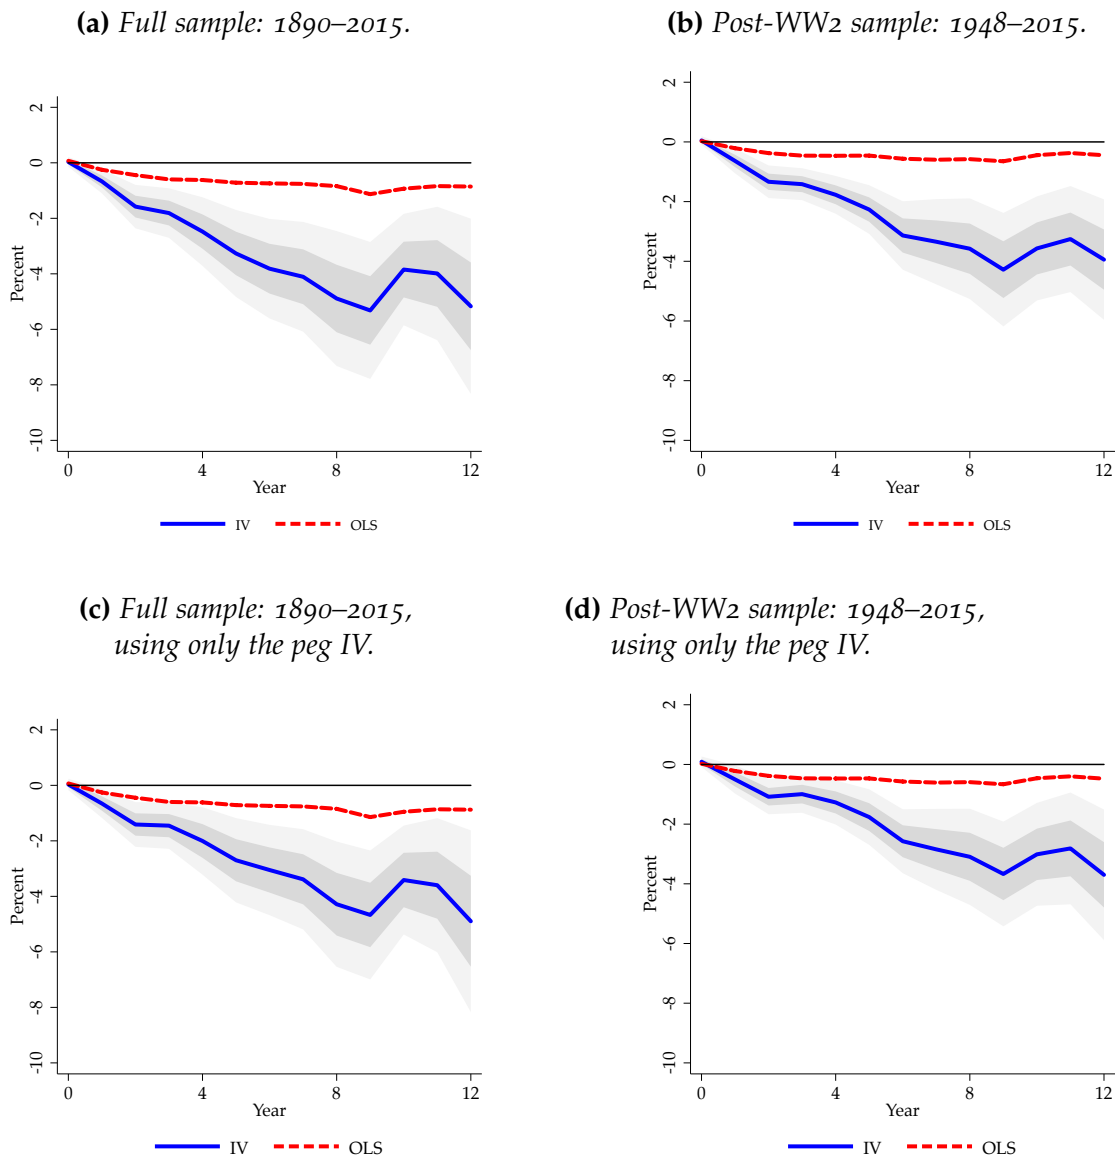 (a) Full sample: 1890–2015.
Percent
2
0
-2
-4
-6
-8
-10
0 4 8 12
Year
IV OLS
(b) Post-WW2 sample: 1948–2015.
Percent
2
0
-2
-4
-6
-8
-10
0 4 8 12
Year
IV OLS
(c) Full sample: 1890–2015,
using only the peg IV.
Percent
2
0
-2
-4
-6
-8
-10
0 4 8 12
Year
IV OLS
(d) Post-WW2 sample: 1948–2015,
using only the peg IV.
Percent
2
0
-2
-4
-6
-8
-10
0 4 8 12
Year
IV OLS